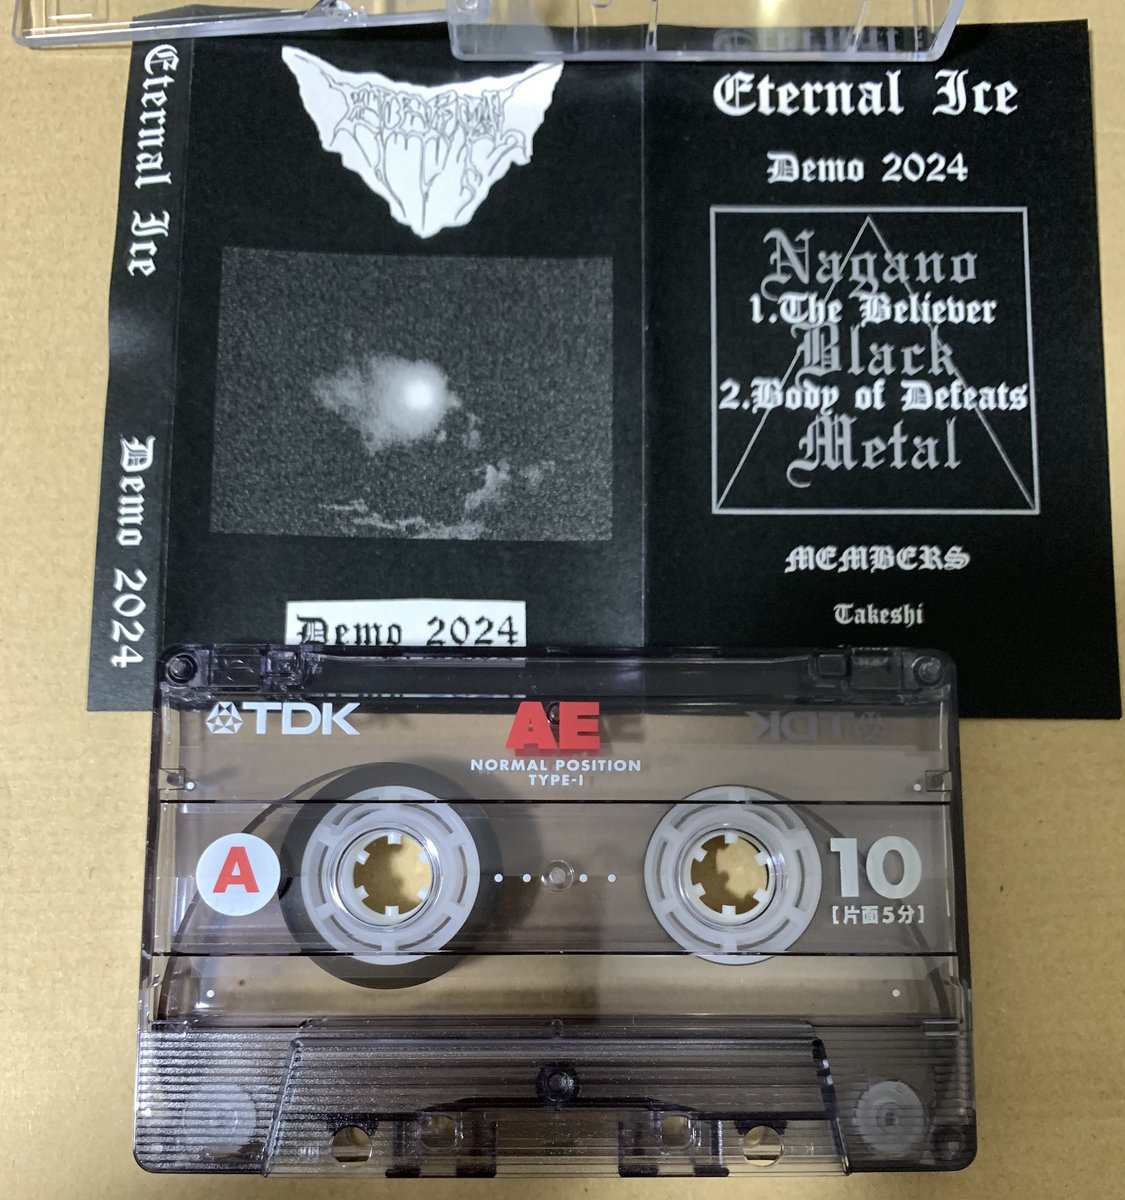 Eternal Ice
Demo 2024
Demo 2024
Eternal Ice
Demo 2024
Nagano
1.The Believer
Black
2.Body of Defeats
Metal
MEMBERS
Takeshi
TDK
AE
NORMAL POSITION
TYPE-I
TDK
A
10
[片面5分]